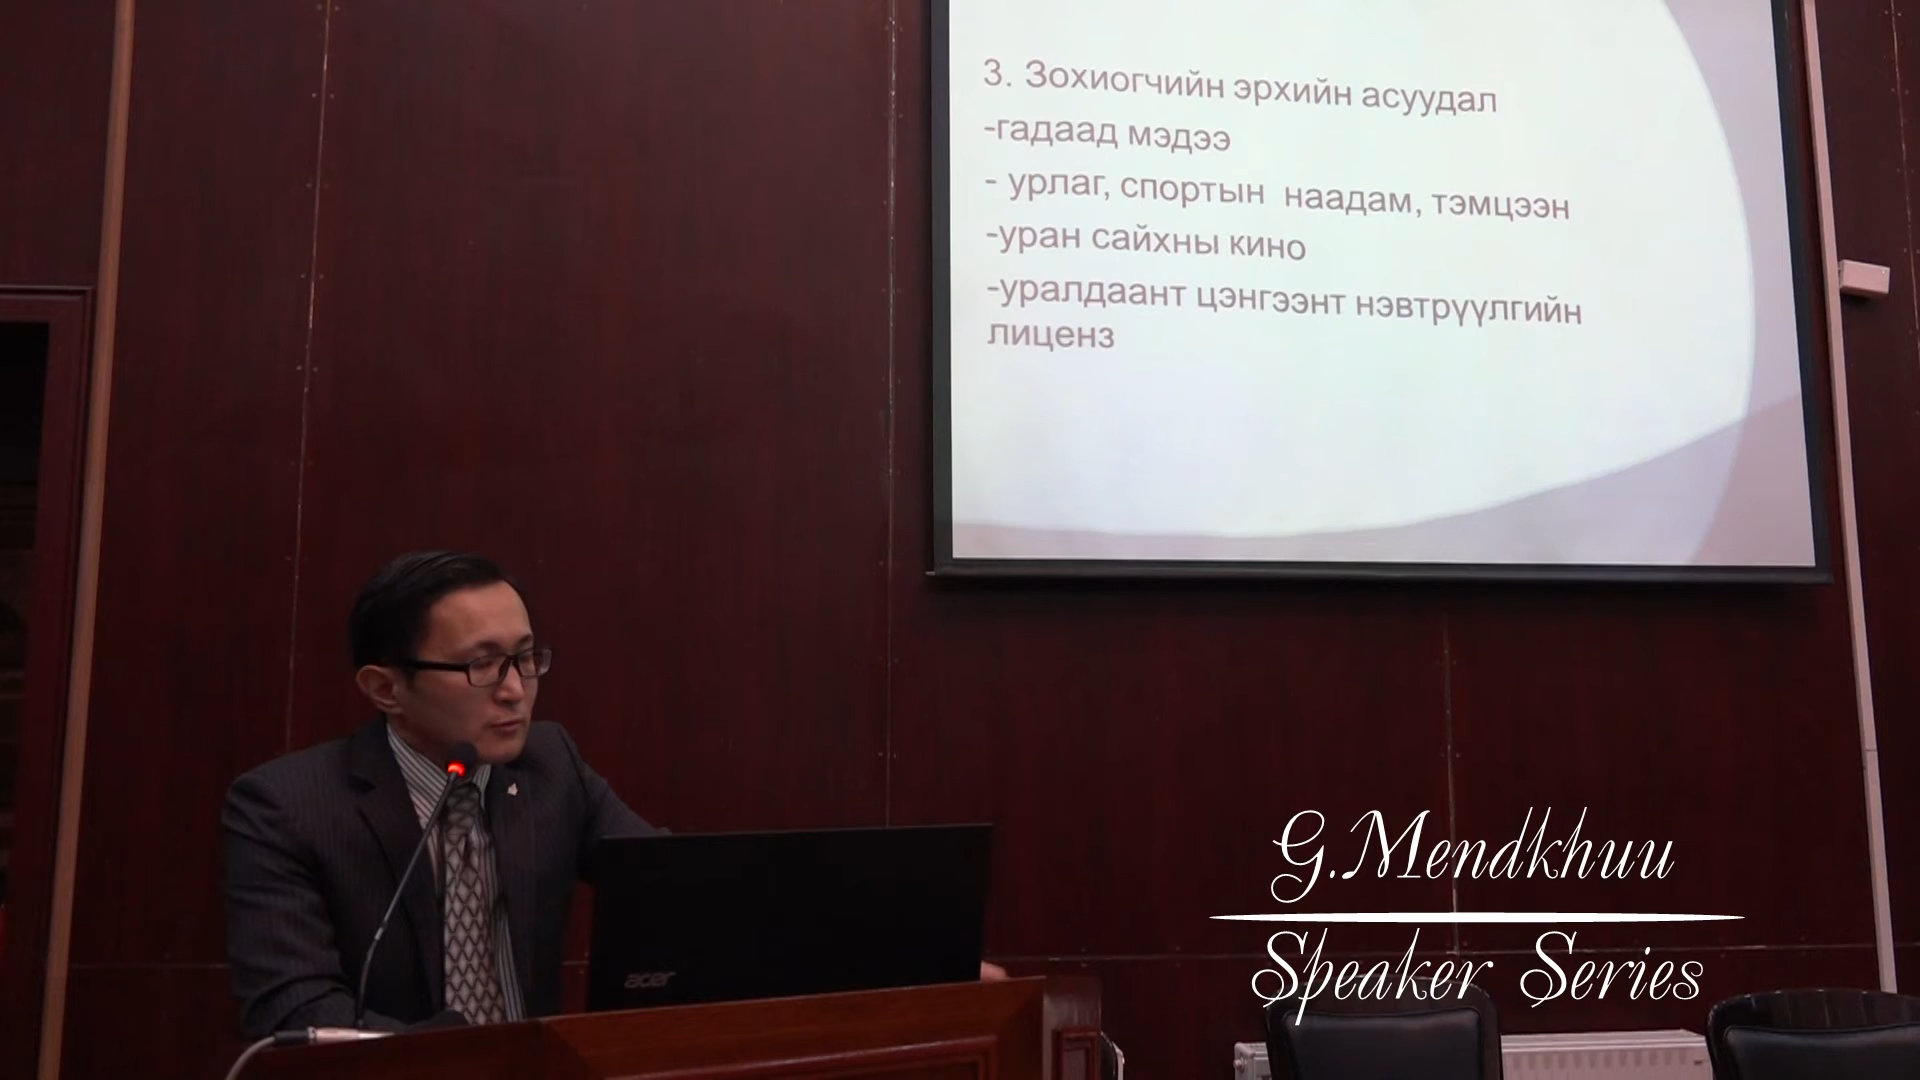 3. Зохиогчийн эрхийн асуудал
-гадаад мэдээ
- урлаг, спортын наадам, тэмцээн
-уран сайхны кино
-уралдаант цэнгээнт нэвтрүүлгийн
лиценз
acer
G.Mendkhuu
Speaker Series